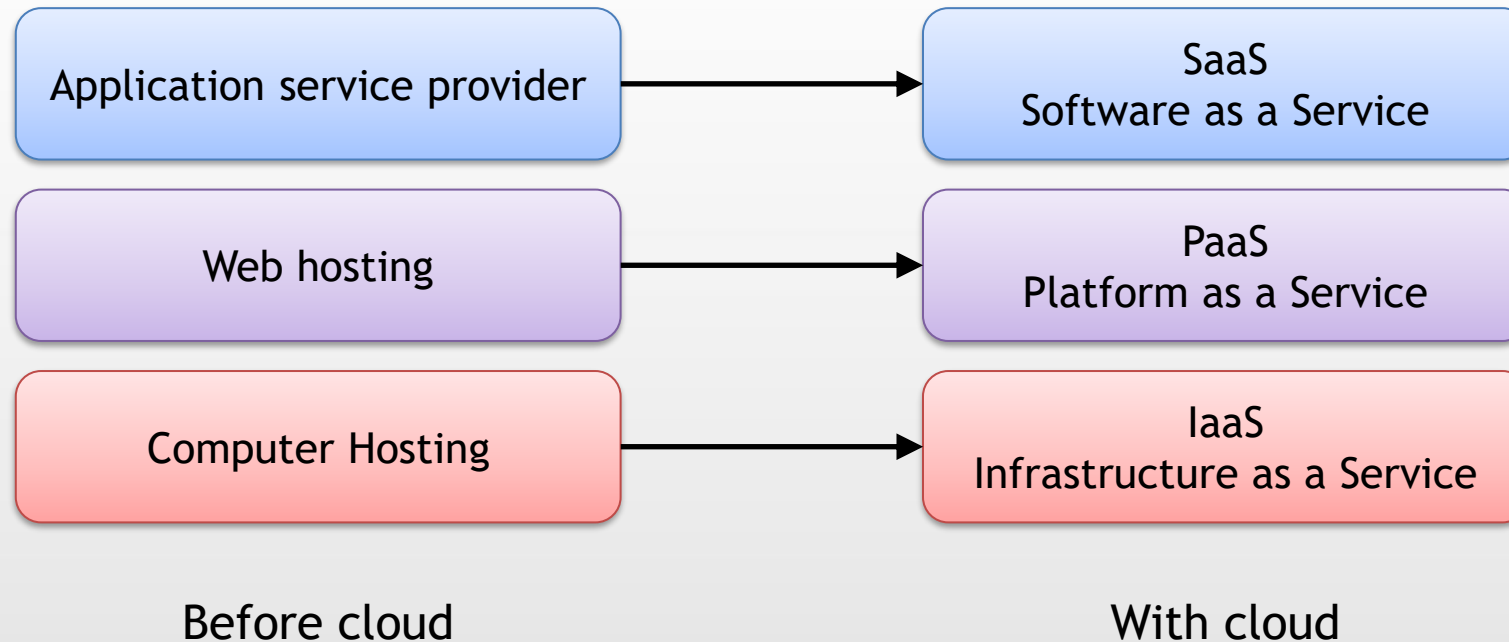 Application service provider
SaaS
Software as a Service
Web hosting
PaaS
Platform as a Service
Computer Hosting
IaaS
Infrastructure as a Service
Before cloud
With cloud